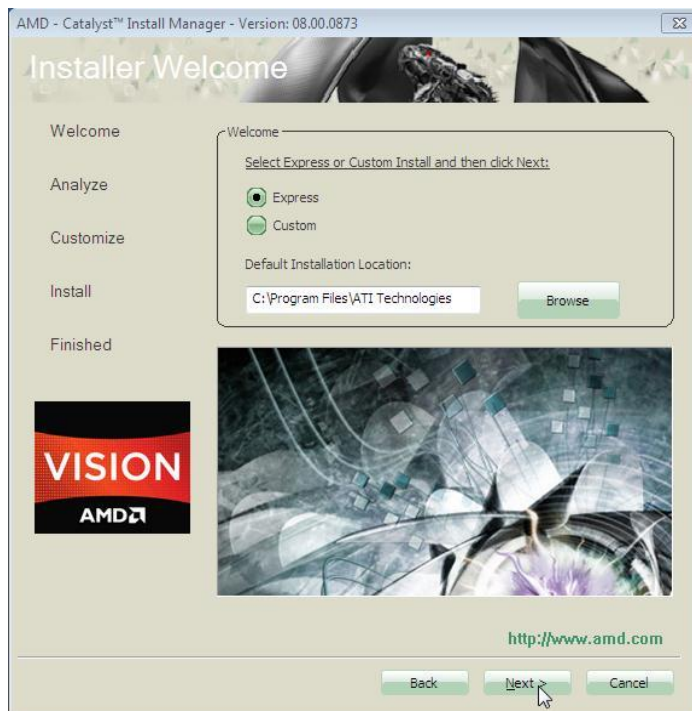 AMD - Catalyst™ Install Manager - Version: 08.00.0873
Installer Welcome
Welcome
Analyze
Customize
Install
Finished
Welcome
Select Express or Custom Install and then click Next:
Express
Custom
Default Installation Location:
C:\Program Files\ATI Technologies
Browse
VISION
AMD
http://www.amd.com
Back
Next >
Cancel